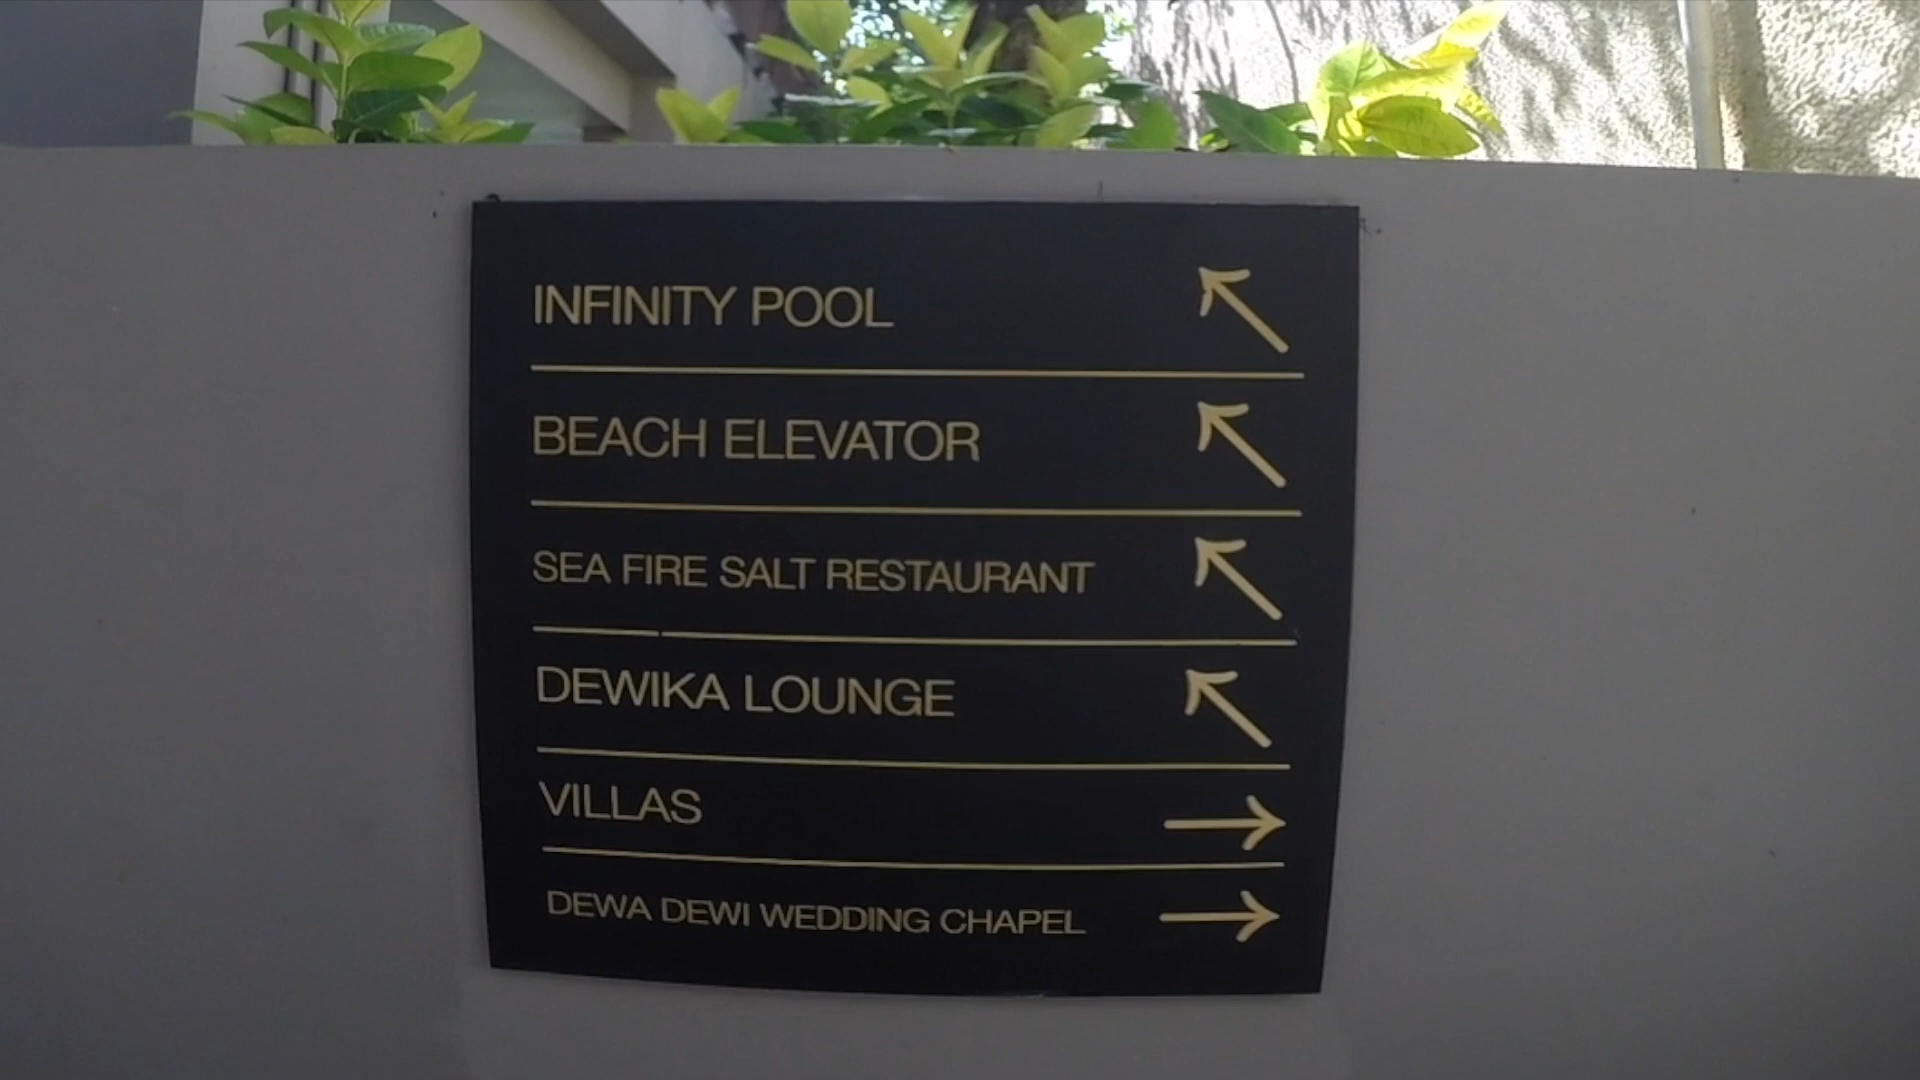 INFINITY POOL
BEACH ELEVATOR
SEA FIRE SALT RESTAURANT
DEWIKA LOUNGE
VILLAS
DEWA DEWI WEDDING CHAPEL